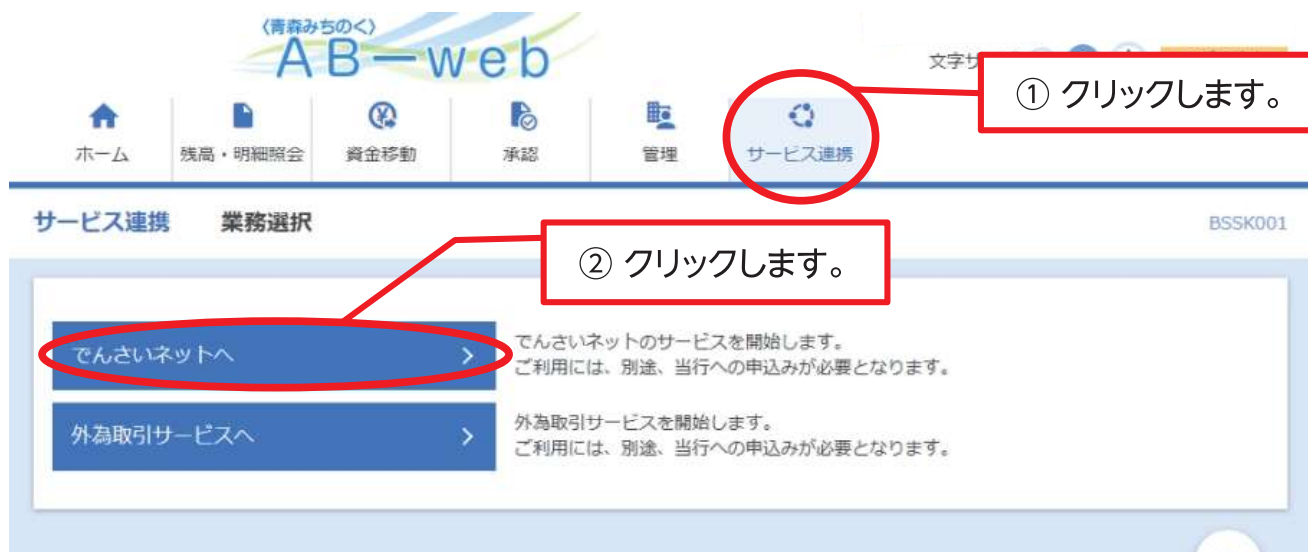 〈青森みちのく〉
AB－web
文字サ
① クリックします。
ホーム
残高・明細照会
資金移動
承認
管理
サービス連携
サービス連携 業務選択
BSSK001
② クリックします。
でんさいネットへ
でんさいネットのサービスを開始します。
ご利用には、別途、当行への申込みが必要となります。
外為取引サービスへ
外為取引サービスを開始します。
ご利用には、別途、当行への申込みが必要となります。